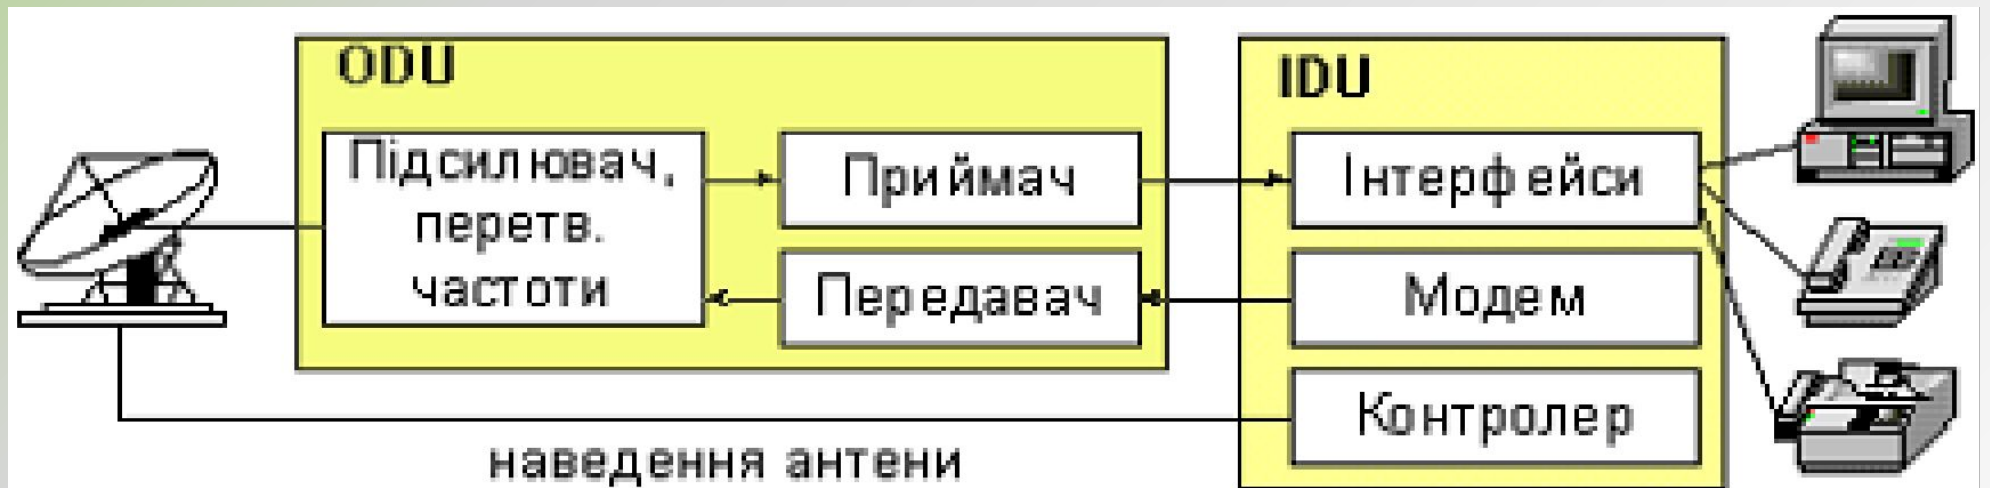 ODU
Підсилювач,
перетв.
частоти
Приймач
Передавач
IDU
Інтерфейси
Модем
Контролер
наведення антени